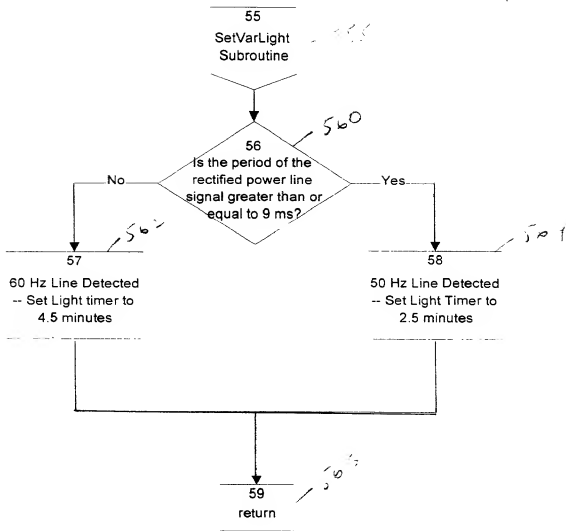 55
SetVarLight
Subroutine
560
56
Is the period of the
rectified power line
signal greater than or
equal to 9 ms?
No
Yes
57
60 Hz Line Detected
-- Set Light timer to
4.5 minutes
58
50 Hz Line Detected
-- Set Light Timer to
2.5 minutes
59
return